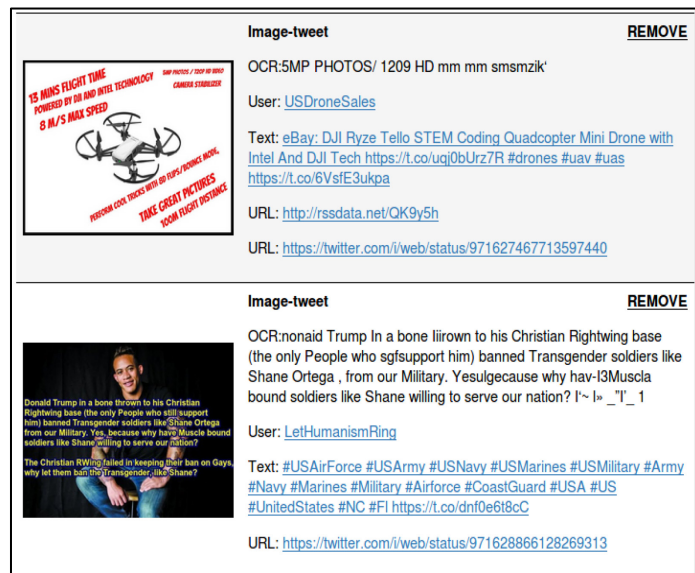 Image-tweet REMOVE
13 MINS FLIGHT TIME
POWERED BY DJI AND INTEL TECHNOLOGY
8 M/S MAX SPEED
5MP PHOTOS / 720P HD VIDEO
CAMERA STABILIZER
PERFORM COOL TRICKS WITH 8D FLIPS/BOUNCE MODE,
TAKE GREAT PICTURES
100M FLIGHT DISTANCE
OCR:5MP PHOTOS/ 1209 HD mm mm smsmzik‘
User: USDroneSales
Text: eBay: DJI Ryze Tello STEM Coding Quadcopter Mini Drone with
Intel And DJI Tech https://t.co/uqj0bUrz7R #drones #uav #uas
https://t.co/6VsfE3ukpa
URL: http://rssdata.net/QK9y5h
URL: https://twitter.com/i/web/status/971627467713597440
Image-tweet REMOVE
Donald Trump in a bone thrown to his Christian
Rightwing base (the only people who still support
him) banned Transgender soldiers like Shane Ortega
from our Military. Yes, because why have Muscle bound
soldiers like Shane willing to serve our nation?
The Christian RWing failed in keeping their ban on Gays,
why let them ban the Transgender, like Shane?
OCR:nonaid Trump In a bone Iiirown to his Christian Rightwing base
(the only People who sgfsupport him) banned Transgender soldiers like
Shane Ortega , from our Military. Yesulgecause why hav-I3Muscla
bound soldiers like Shane willing to serve our nation? I'~ I» _"I'_ 1
User: LetHumanismRing
Text: #USAirForce #USArmy #USNavy #USMarines #USMilitary #Army
#Navy #Marines #Military #Airforce #CoastGuard #USA #US
#UnitedStates #NC #Fl https://t.co/dnf0e6t8cC
URL: https://twitter.com/i/web/status/971628866128269313